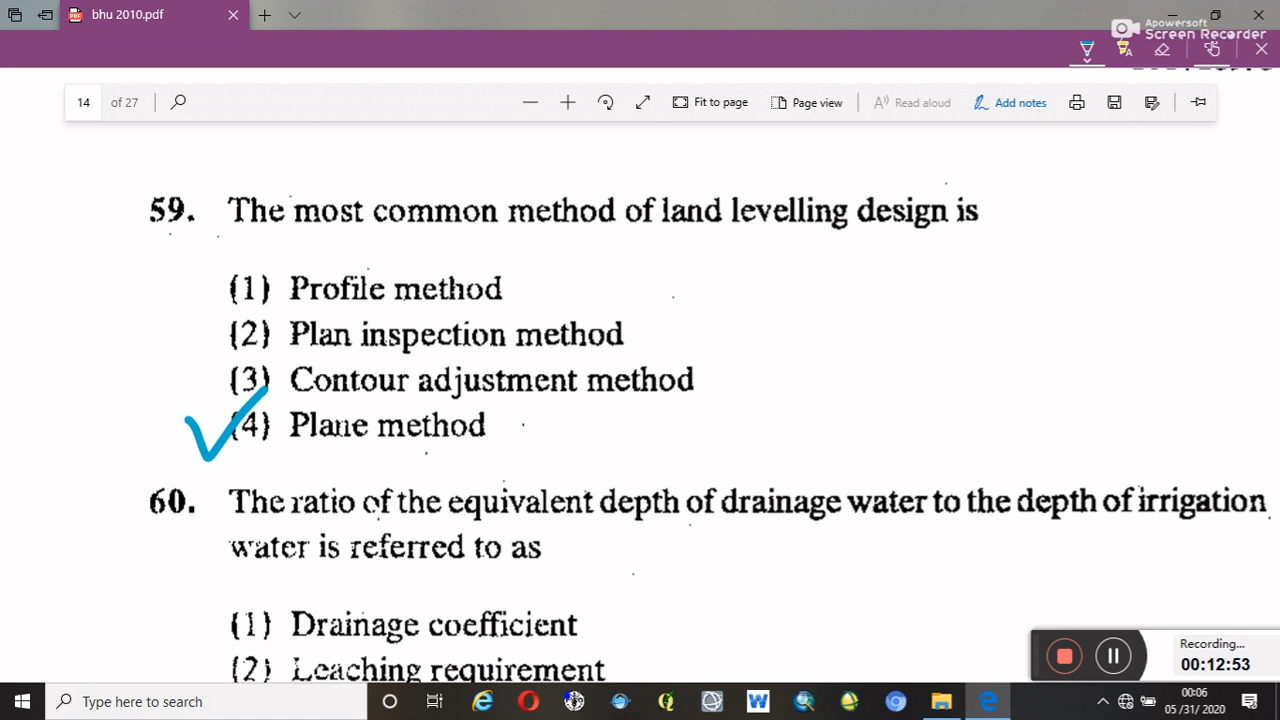 bhu 2010.pdf
Apowersoft
Screen Recorder
14 of 27 Fit to page Page view Read aloud Add notes
59. The most common method of land levelling design is
(1) Profile method
(2) Plan inspection method
(3) Contour adjustment method
(4) Plane method
60. The ratio of the equivalent depth of drainage water to the depth of irrigation
water is referred to as
(1) Drainage coefficient
(2) Leaching requirement
Recording...
00:12:53
Type here to search
00:06
05/31/2020